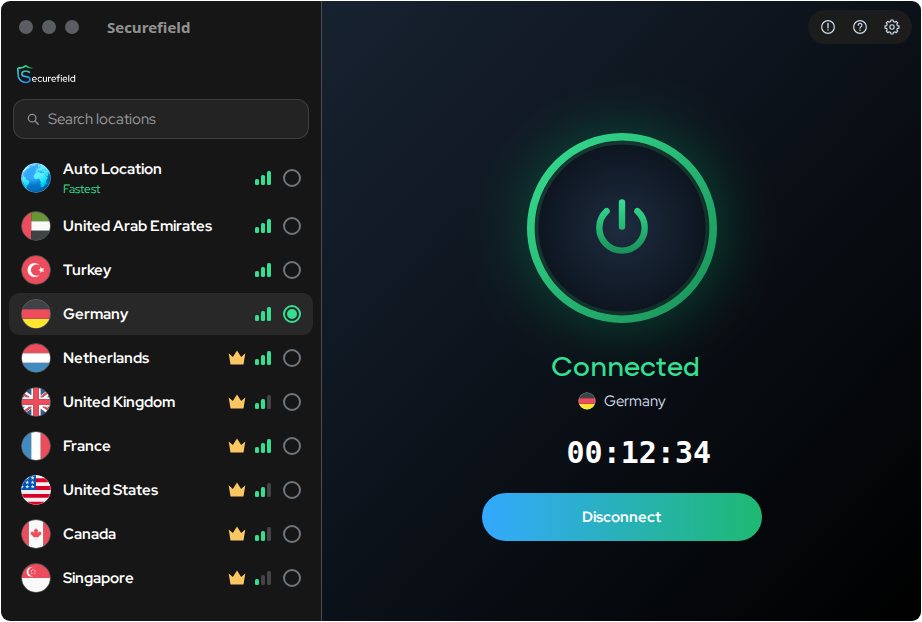 Securefield
Securefield
Search locations
Auto Location
Fastest
United Arab Emirates
Turkey
Germany
Netherlands
United Kingdom
France
United States
Canada
Singapore
Connected
Germany
00:12:34
Disconnect